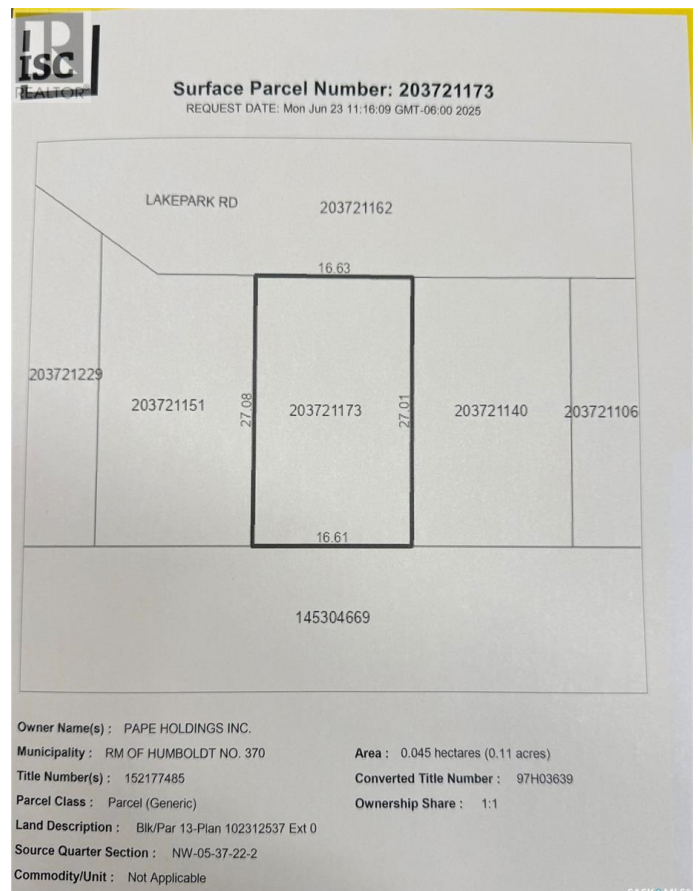 ISC
REALTOR®
Surface Parcel Number: 203721173
REQUEST DATE: Mon Jun 23 11:16:09 GMT-06:00 2025
LAKEPARK RD
203721162
16.63
203721229
203721151
27.08
203721173
27.01
203721140
203721106
16.61
145304669
Owner Name(s) : PAPE HOLDINGS INC.
Municipality : RM OF HUMBOLDT NO. 370
Area : 0.045 hectares (0.11 acres)
Title Number(s) : 152177485
Converted Title Number : 97H03639
Parcel Class : Parcel (Generic)
Ownership Share : 1:1
Land Description : Blk/Par 13-Plan 102312537 Ext 0
Source Quarter Section : NW-05-37-22-2
Commodity/Unit : Not Applicable